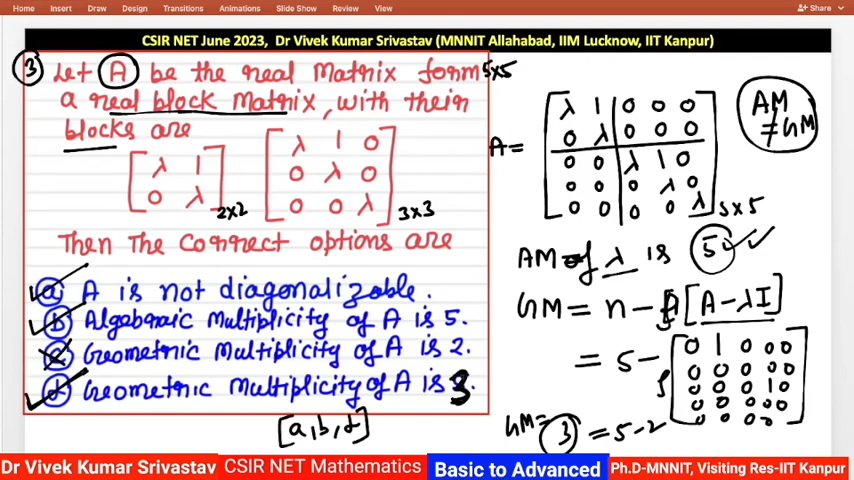 Home Insert Draw Design Transitions Animations Slide Show Review View Share
CSIR NET June 2023, Dr Vivek Kumar Srivastav (MNNIT Allahabad, IIM Lucknow, IIT Kanpur)
③ Let A be the real Matrix form 5x5
a real block Matrix, with their
blocks are
[λ 1
0 λ] 2x2
[λ 1 0
0 λ 0
0 0 λ] 3x3
Then The Correct options are
a, A is not diagonalizable.
b, Algebraic Multiplicity of A is 5.
c, Geometric Multiplicity of A is 2.
d, Geometric Multiplicity of A is 3.
[a, b, d]
A = [λ 1 0 0 0
0 λ 0 0 0
0 0 λ 1 0
0 0 0 λ 0
0 0 0 0 λ] 5x5
AM
≠GM
AM of λ is 5
GM = n - ρ[A - λI]
= 5 - ρ[0 1 0 0 0
0 0 0 0 0
0 0 0 1 0
0 0 0 0 0
0 0 0 0]
GM = 3 = 5-2
Dr Vivek Kumar Srivastav CSIR NET Mathematics Basic to Advanced Ph.D-MNNIT, Visiting Res-IIT Kanpur